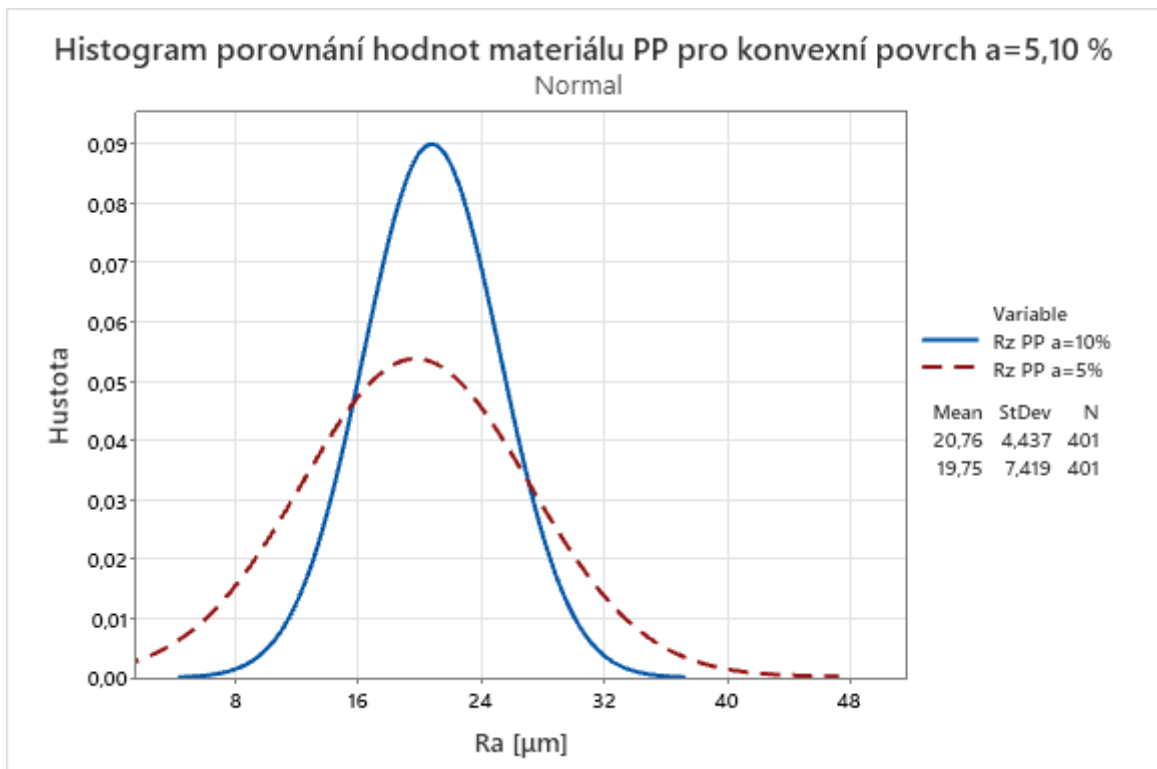 Histogram porovnání hodnot materiálu PP pro konvexní povrch a=5,10 %
Normal
0,09
0,08
0,07
0,06
0,05
0,04
0,03
0,02
0,01
0,00
Hustota
8 16 24 32 40 48
Ra [µm]
Variable
Rz PP a=10%
Rz PP a=5%
Mean StDev N
20,76 4,437 401
19,75 7,419 401